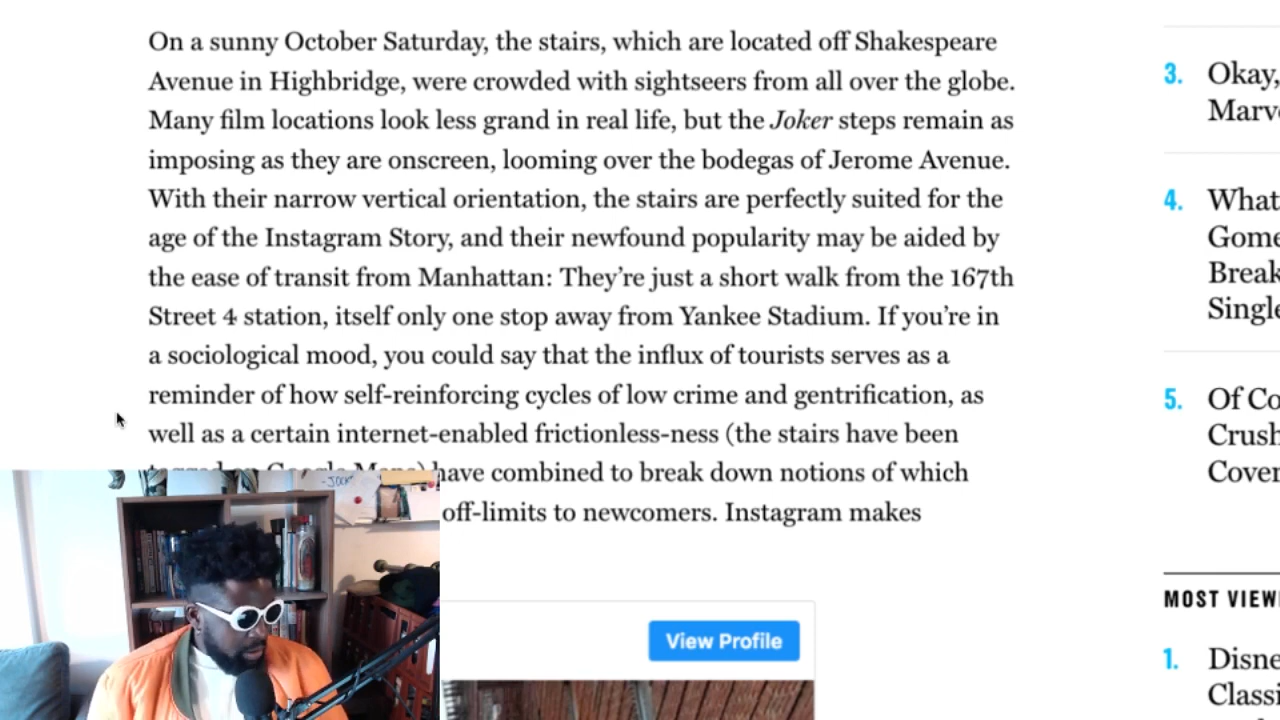 On a sunny October Saturday, the stairs, which are located off Shakespeare
Avenue in Highbridge, were crowded with sightseers from all over the globe.
Many film locations look less grand in real life, but the Joker steps remain as
imposing as they are onscreen, looming over the bodegas of Jerome Avenue.
With their narrow vertical orientation, the stairs are perfectly suited for the
age of the Instagram Story, and their newfound popularity may be aided by
the ease of transit from Manhattan: They’re just a short walk from the 167th
Street 4 station, itself only one stop away from Yankee Stadium. If you’re in
a sociological mood, you could say that the influx of tourists serves as a
reminder of how self-reinforcing cycles of low crime and gentrification, as
well as a certain internet-enabled frictionless-ness (the stairs have been
Google Maps) have combined to break down notions of which
off-limits to newcomers. Instagram makes
View Profile
3. Okay,
Marv
4. What
Gome
Break
Single
5. Of Co
Crush
Cover
MOST VIEW
1. Disne
Classi